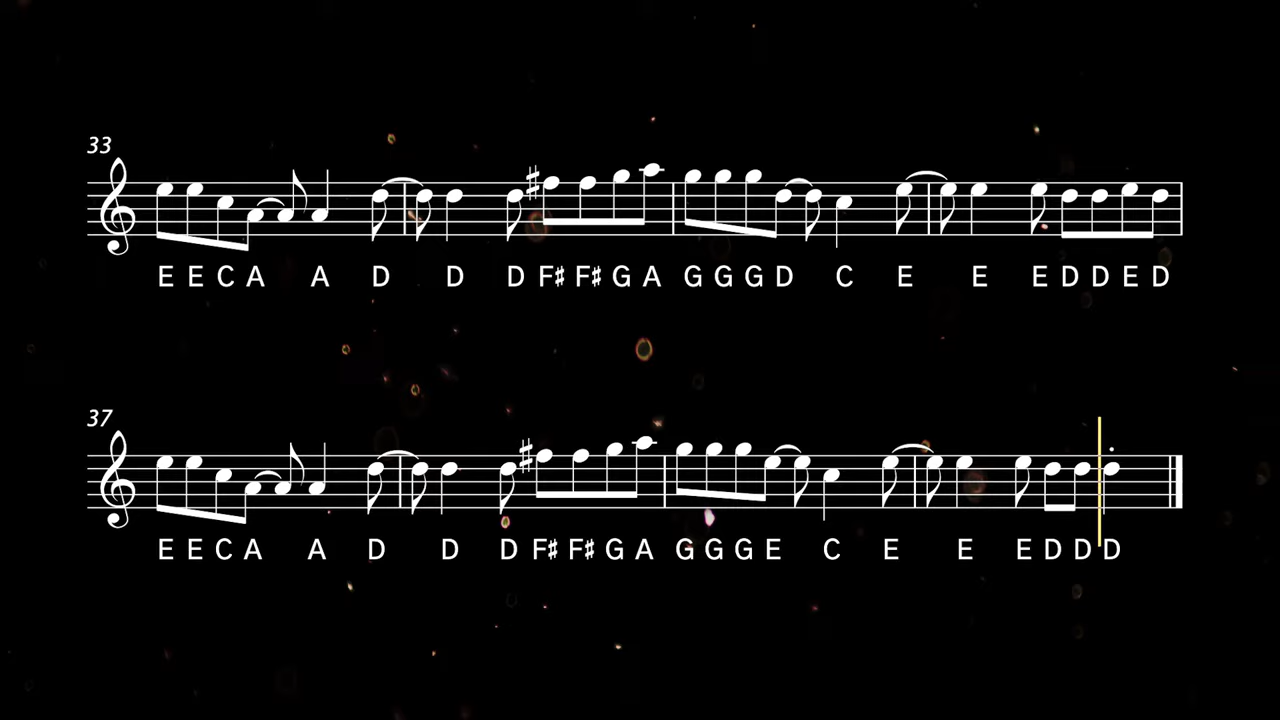 33
E E C A A D D D F♯ F♯ G A G G G D C E E E D D E D
37
E E C A A D D D F♯ F♯ G A G G G E C E E E D D D